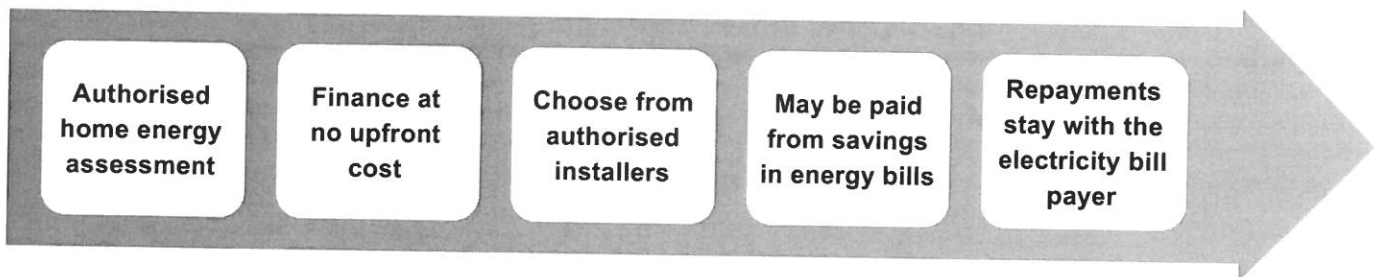 Authorised
home energy
assessment
Finance at
no upfront
cost
Choose from
authorised
installers
May be paid
from savings
in energy bills
Repayments
stay with the
electricity bill
payer